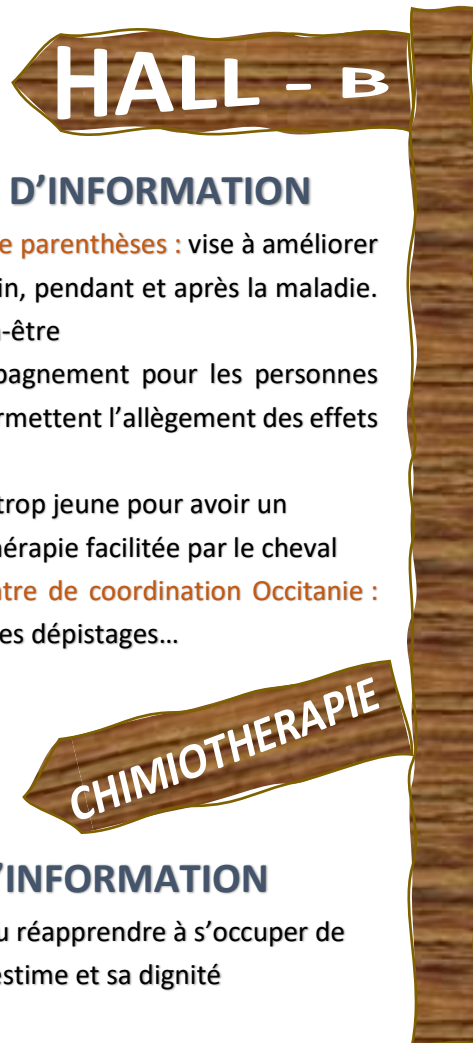 HALL - B
D'INFORMATION
e parenthèses : vise à améliorer
in, pendant et après la maladie.
-être
pagnement pour les personnes
rmettent l'allègement des effets
trop jeune pour avoir un
érapie facilitée par le cheval
tre de coordination Occitanie :
es dépistages…
CHIMIOTHERAPIE
'INFORMATION
u réapprendre à s'occuper de
estime et sa dignité